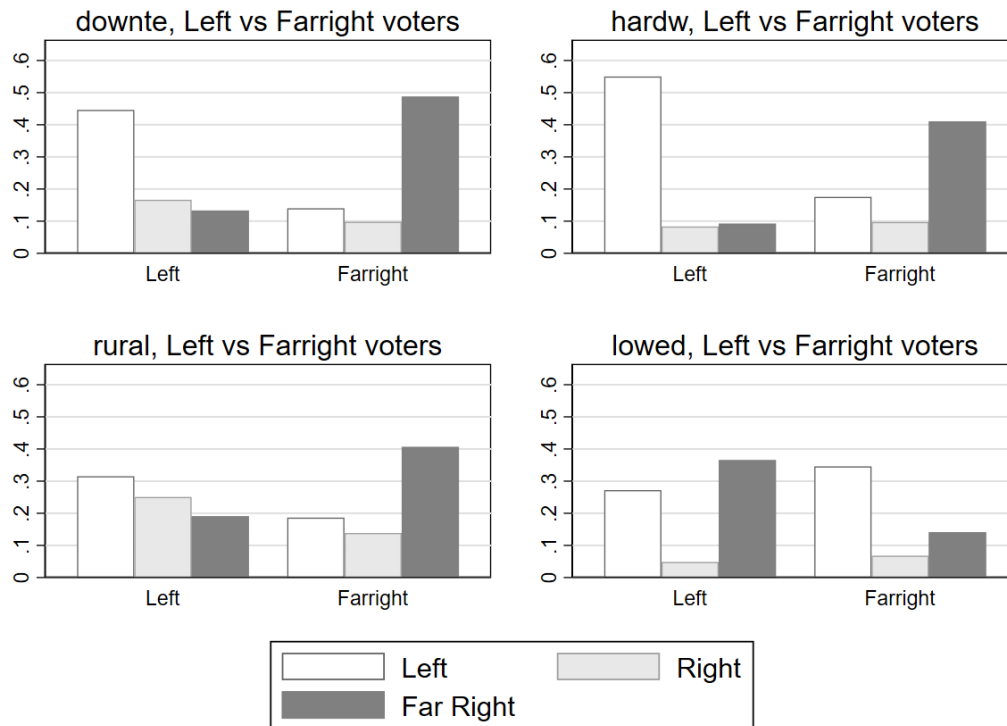 downte, Left vs Farright voters
.6
.5
.4
.3
.2
.1
0
Left Farright
hardw, Left vs Farright voters
.6
.5
.4
.3
.2
.1
0
Left Farright
rural, Left vs Farright voters
.6
.5
.4
.3
.2
.1
0
Left Farright
lowed, Left vs Farright voters
.6
.5
.4
.3
.2
.1
0
Left Farright
Left Right
Far Right